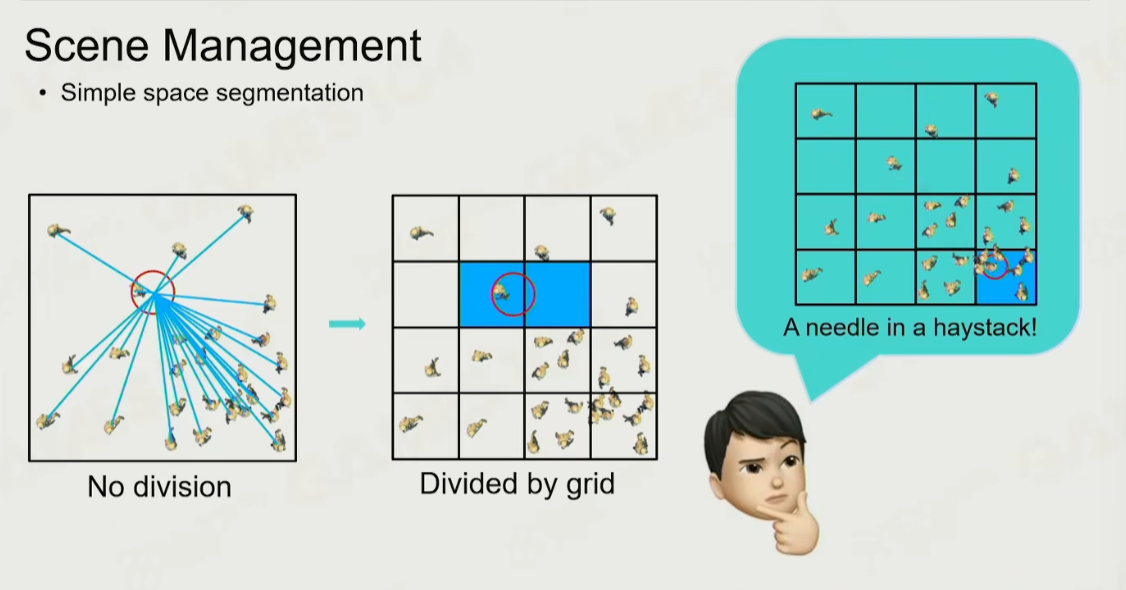 Scene Management
• Simple space segmentation
No division
Divided by grid
A needle in a haystack!